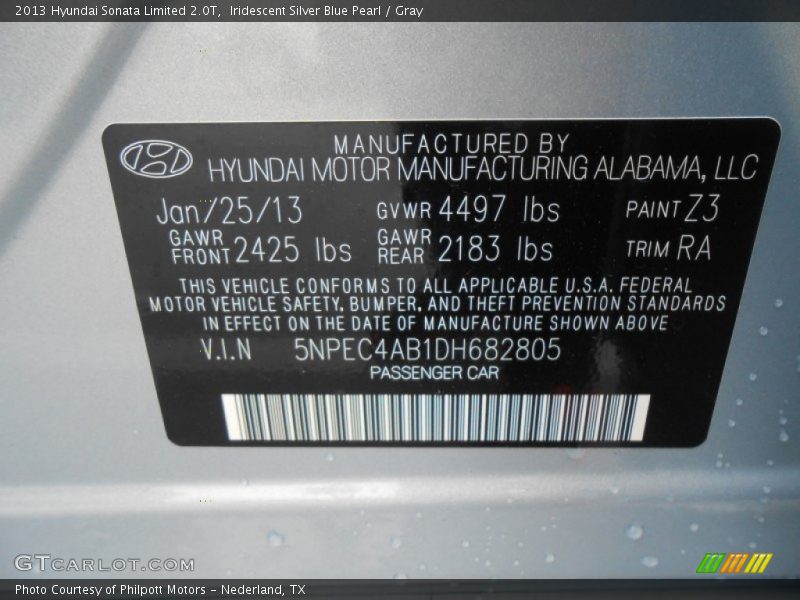 2013 Hyundai Sonata Limited 2.0T, Iridescent Silver Blue Pearl / Gray
MANUFACTURED BY
HYUNDAI MOTOR MANUFACTURING ALABAMA, LLC
Jan/25/13 GVWR 4497 lbs PAINT Z3
GAWR FRONT 2425 lbs GAWR REAR 2183 lbs TRIM RA
THIS VEHICLE CONFORMS TO ALL APPLICABLE U.S.A. FEDERAL
MOTOR VEHICLE SAFETY, BUMPER, AND THEFT PREVENTION STANDARDS
IN EFFECT ON THE DATE OF MANUFACTURE SHOWN ABOVE
V.I.N 5NPEC4AB1DH682805
PASSENGER CAR
GTCARLOT.COM
Photo Courtesy of Philpott Motors - Nederland, TX